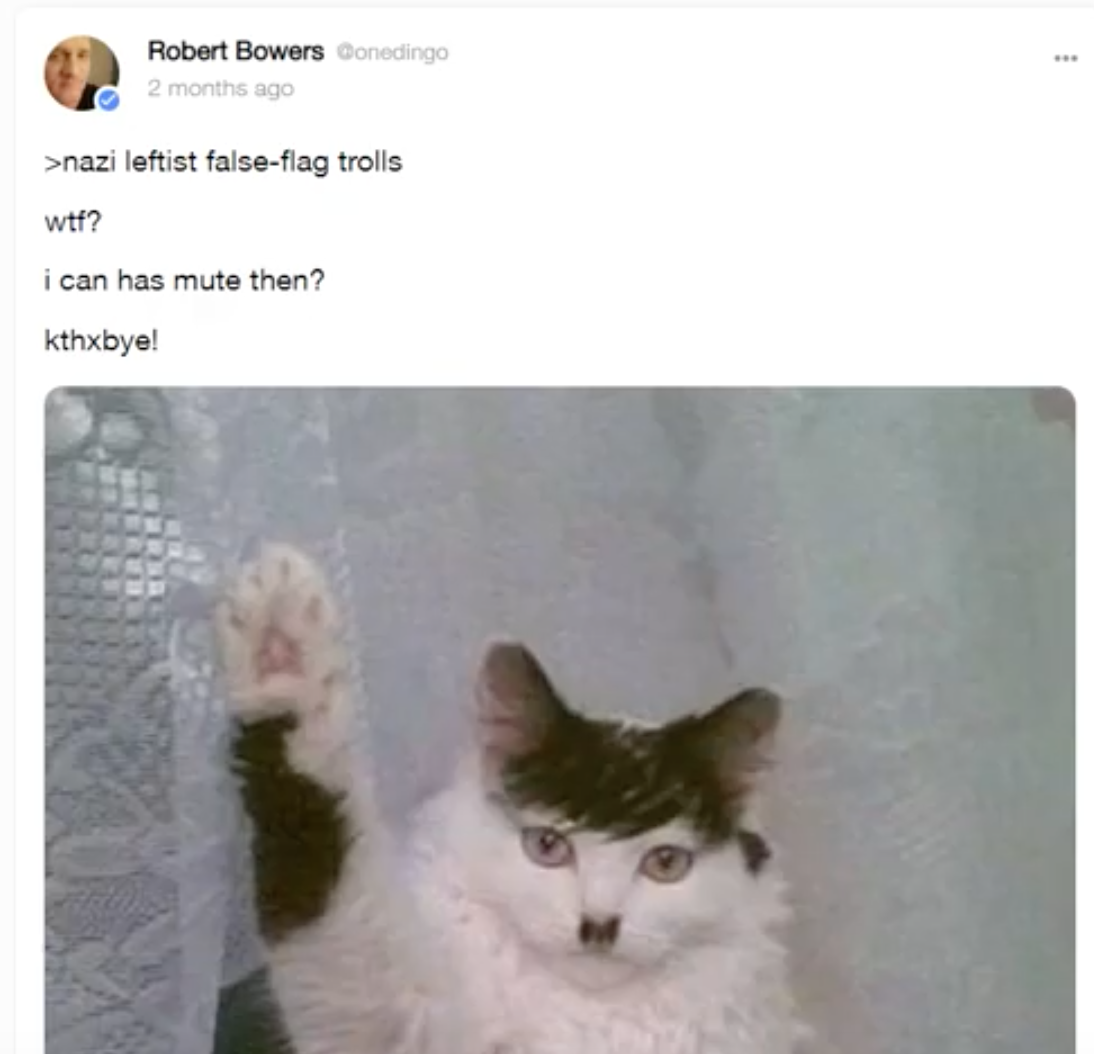 Robert Bowers @onedingo
2 months ago
>nazi leftist false-flag trolls
wtf?
i can has mute then?
kthxbye!